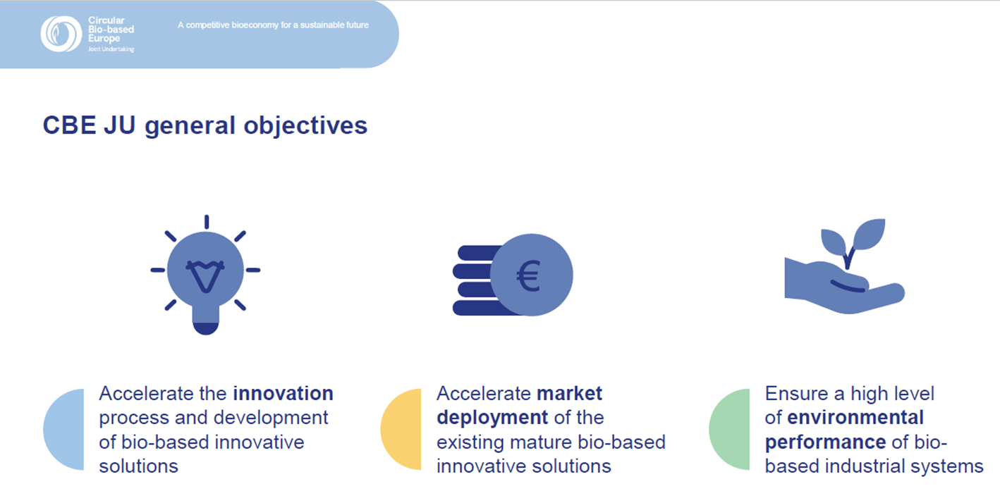 Circular
Bio-based
Europe
Joint Undertaking
A competitive bioeconomy for a sustainable future
CBE JU general objectives
€
Accelerate the innovation
process and development
of bio-based innovative
solutions
Accelerate market
deployment of the
existing mature bio-based
innovative solutions
Ensure a high level
of environmental
performance of bio-
based industrial systems